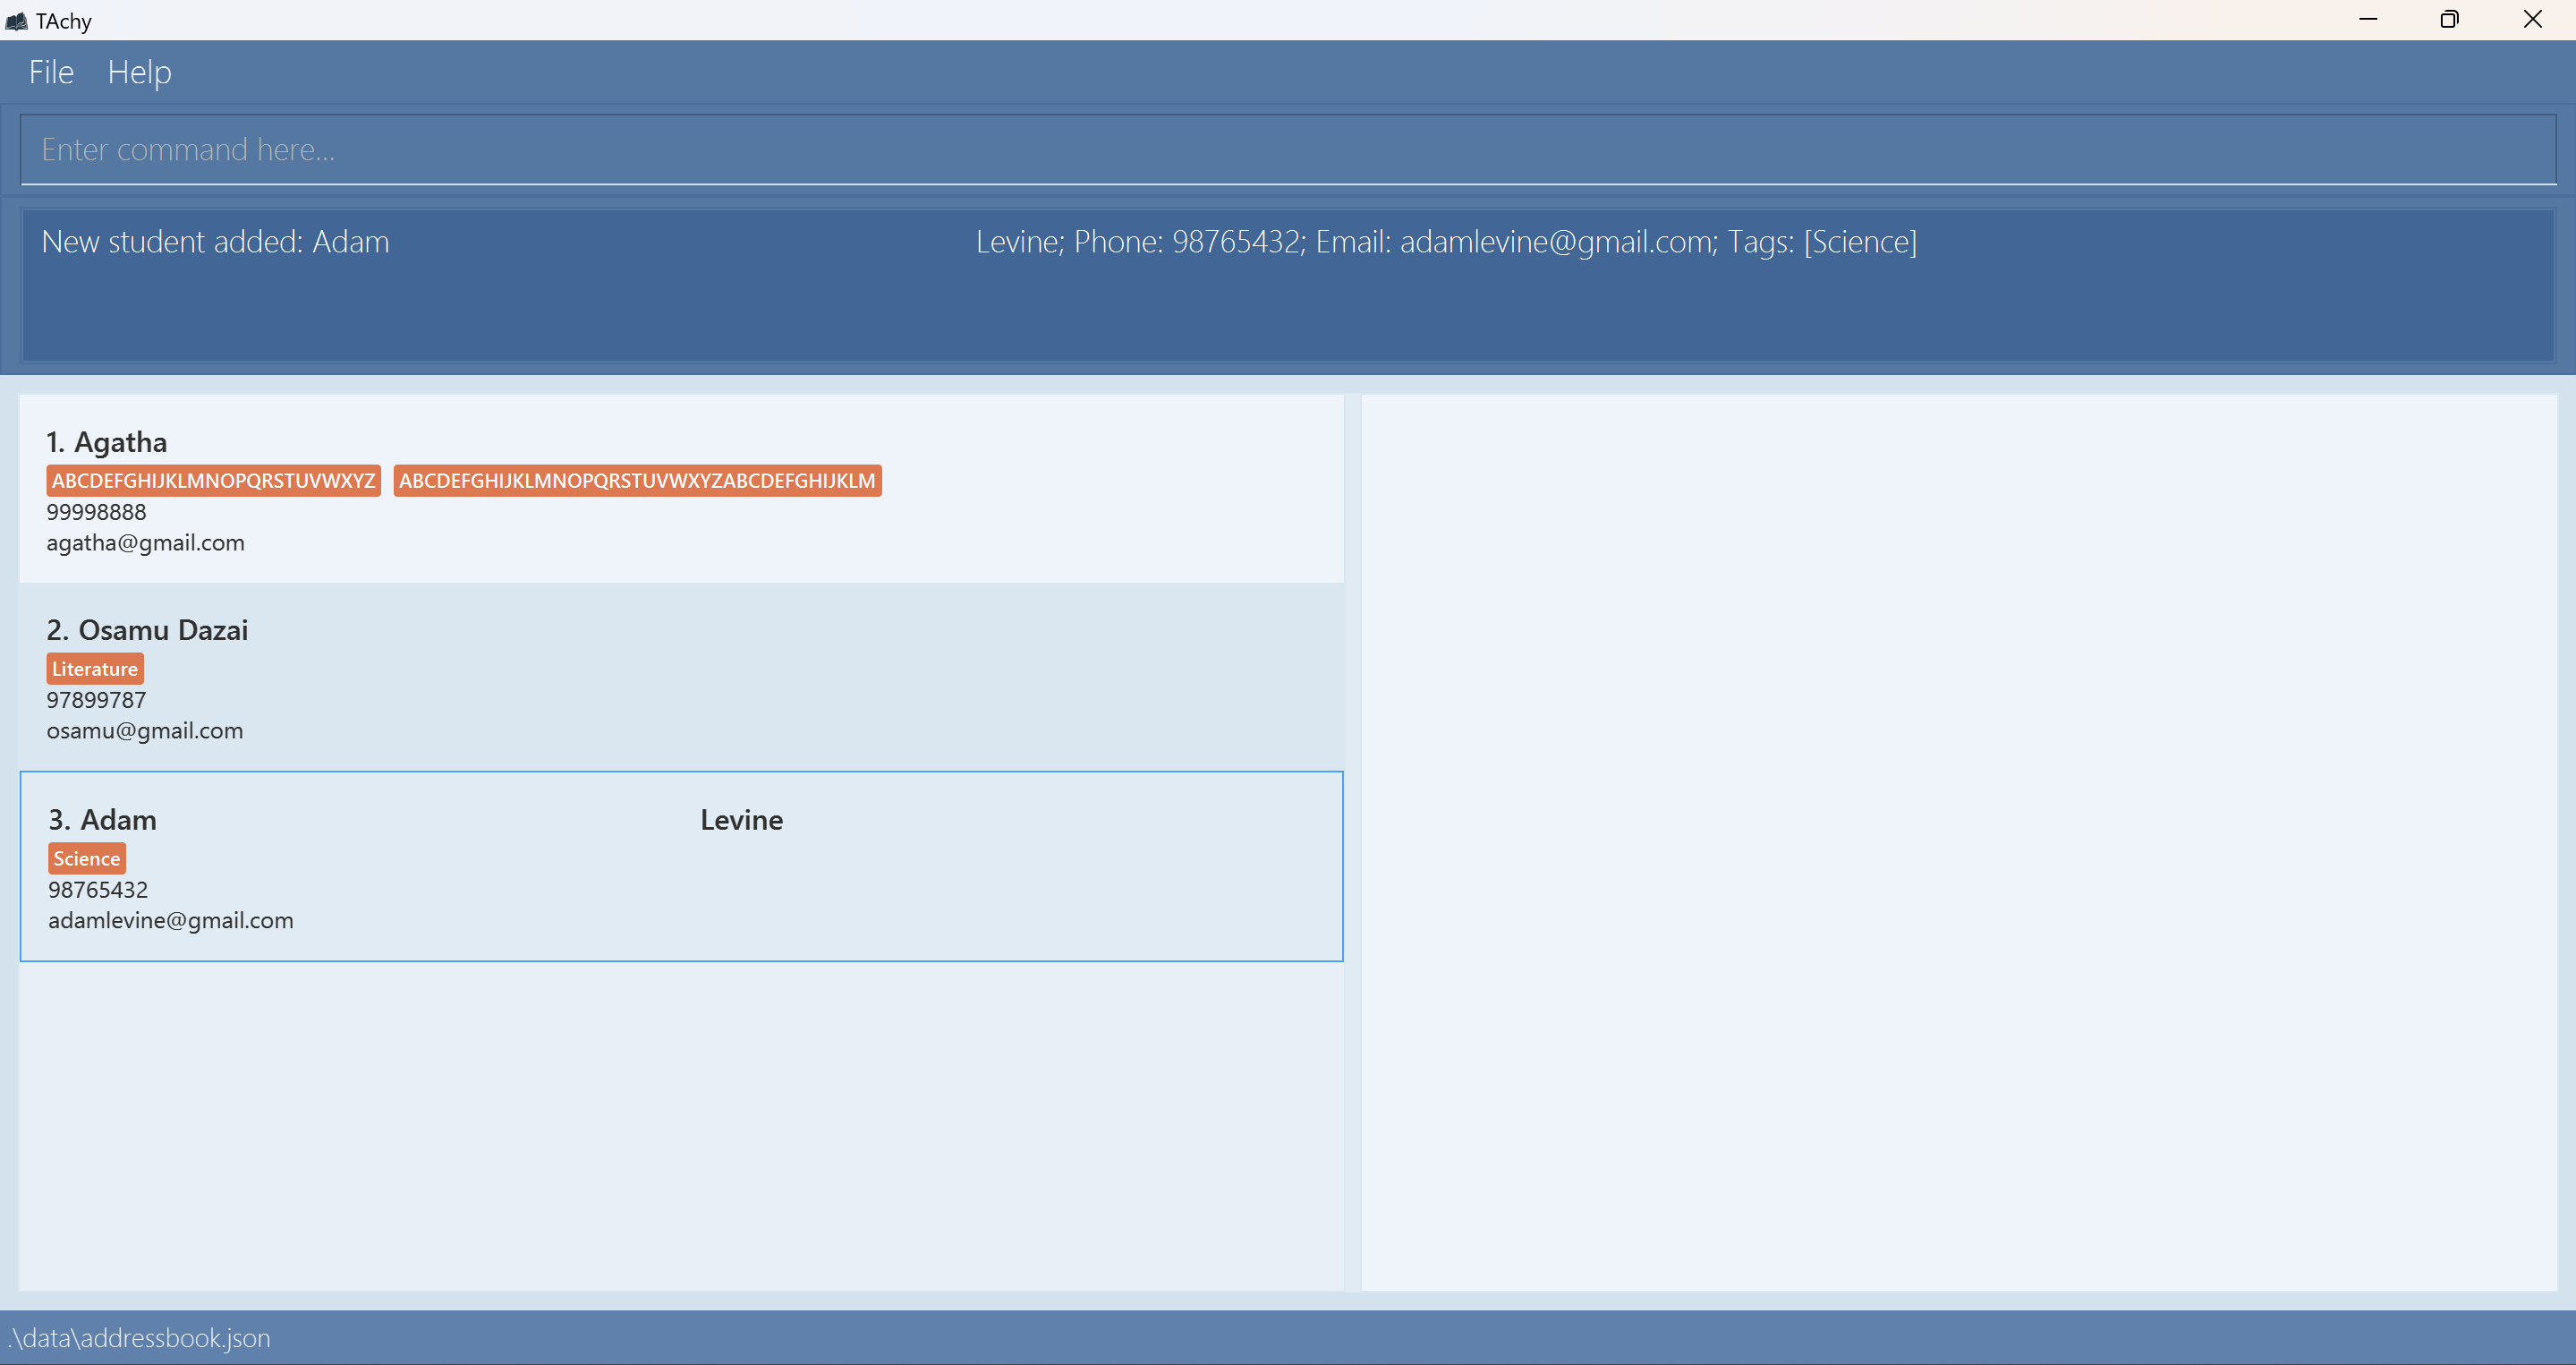 TAchy
File Help
Enter command here...
New student added: Adam Levine; Phone: 98765432; Email: adamlevine@gmail.com; Tags: [Science]
1. Agatha
ABCDEFGHIJKLMNOPQRSTUVWXYZ ABCDEFGHIJKLMNOPQRSTUVWXYZABCDEFGHIJKLM
99998888
agatha@gmail.com
2. Osamu Dazai
Literature
97899787
osamu@gmail.com
3. Adam Levine
Science
98765432
adamlevine@gmail.com
.\data\addressbook.json